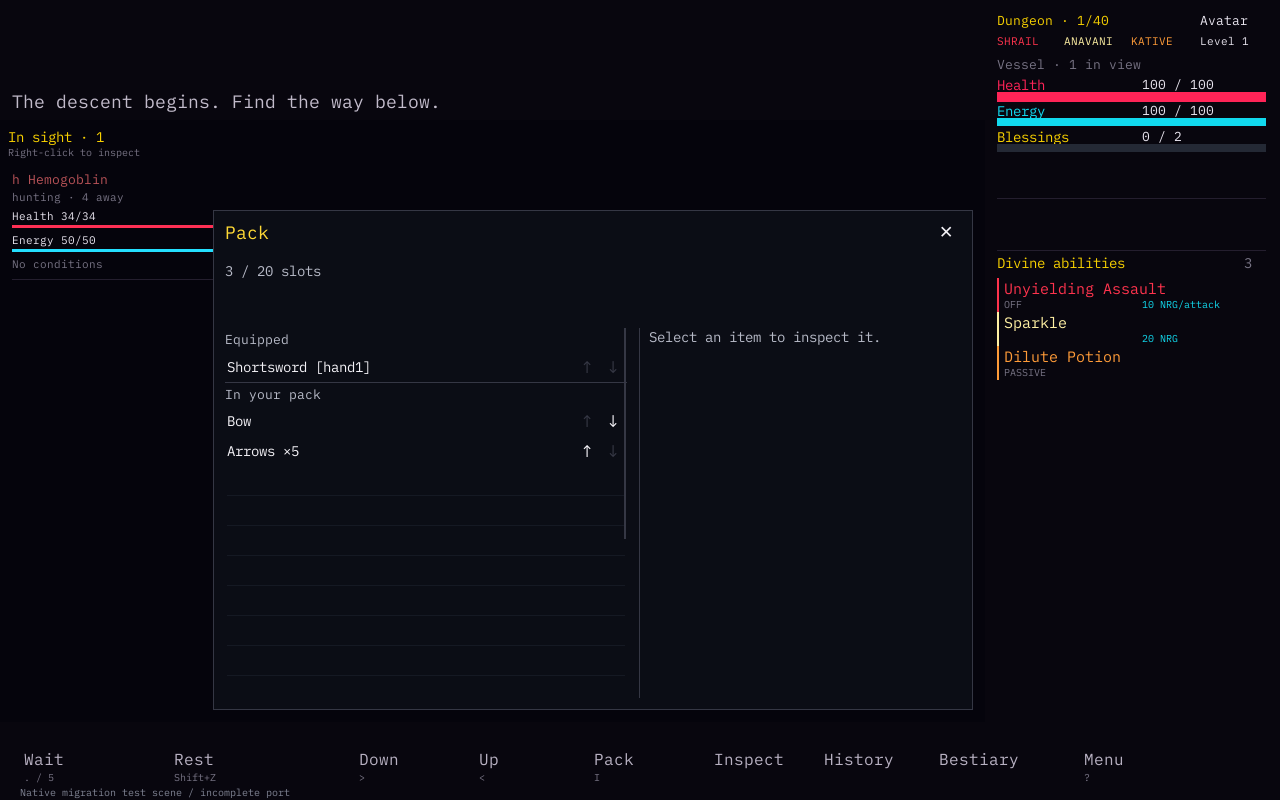 Dungeon · 1/40 Avatar
SHRAIL ANAVANI KATIVE Level 1
Vessel · 1 in view
Health 100 / 100
Energy 100 / 100
Blessings 0 / 2
The descent begins. Find the way below.
In sight · 1
Right-click to inspect
h Hemogoblin
hunting · 4 away
Health 34/34
Energy 50/50
No conditions
Pack ✕
3 / 20 slots
Equipped
Shortsword [hand1] ↑ ↓
In your pack
Bow ↑ ↓
Arrows ×5 ↑ ↓
Select an item to inspect it.
Divine abilities 3
Unyielding Assault
OFF 10 NRG/attack
Sparkle
20 NRG
Dilute Potion
PASSIVE
Wait Rest Down Up Pack Inspect History Bestiary Menu
. / 5 Shift+Z > < I ?
Native migration test scene / incomplete port